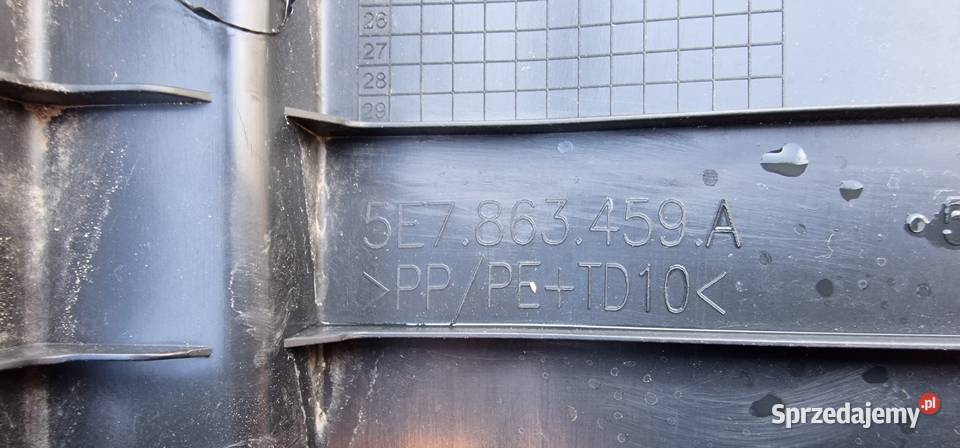 26
27
28
29
5E7.863.459.A
>PP/PE+TD10<
Sprzedajemy.pl